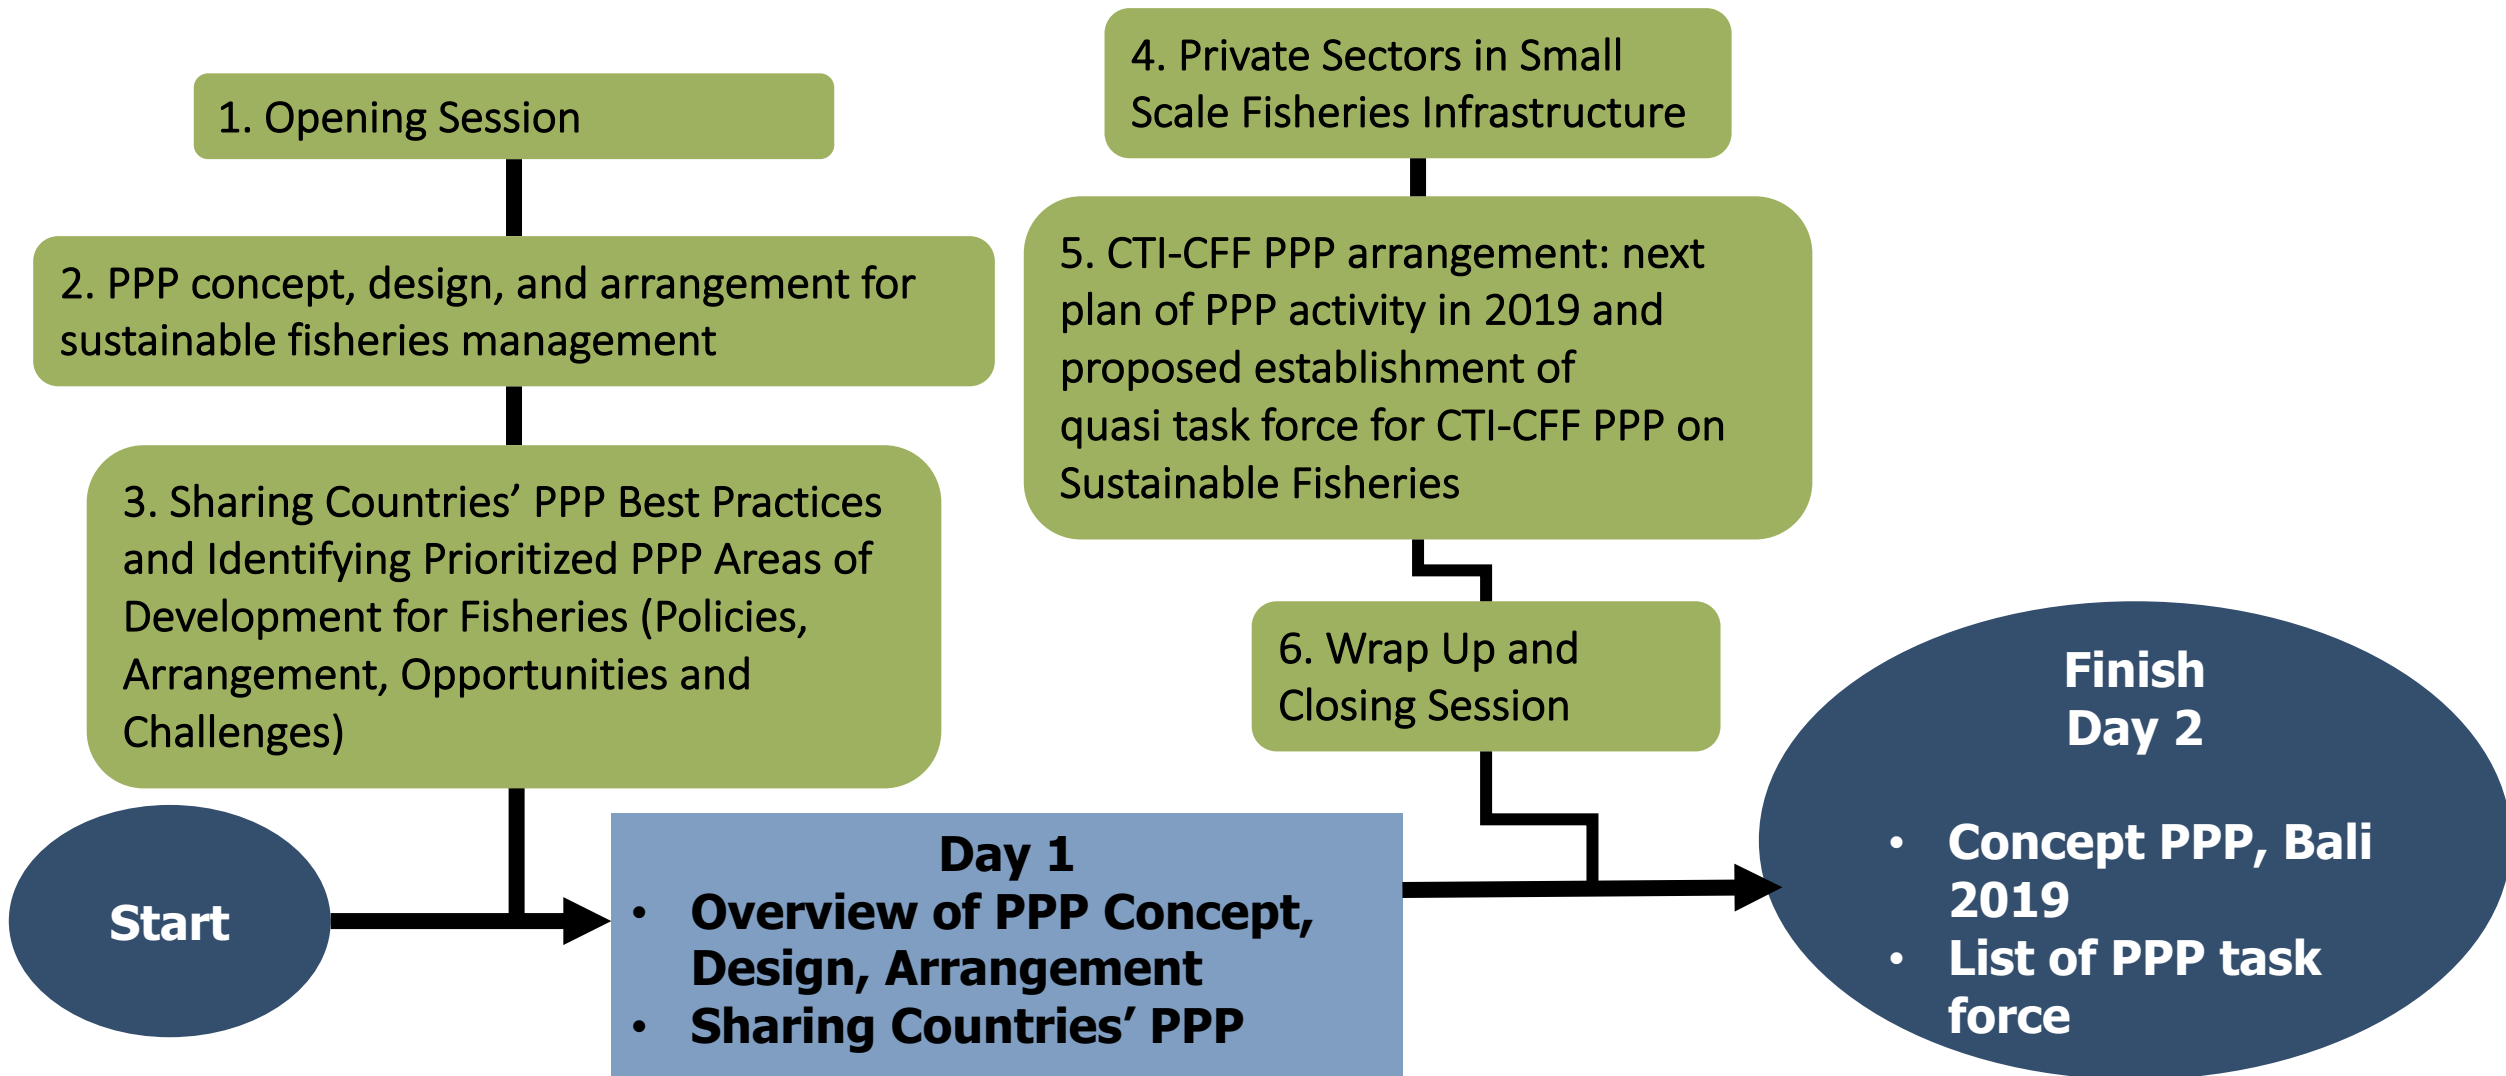 1. Opening Session
2. PPP concept, design, and arrangement for
sustainable fisheries management
3. Sharing Countries’ PPP Best Practices
and Identifying Prioritized PPP Areas of
Development for Fisheries (Policies,
Arrangement, Opportunities and
Challenges)
4. Private Sectors in Small
Scale Fisheries Infrastructure
5. CTI-CFF PPP arrangement: next
plan of PPP activity in 2019 and
proposed establishment of
quasi task force for CTI-CFF PPP on
Sustainable Fisheries
6. Wrap Up and
Closing Session
Start
Day 1
• Overview of PPP Concept,
Design, Arrangement
• Sharing Countries’ PPP
Finish
Day 2
• Concept PPP, Bali
2019
• List of PPP task
force